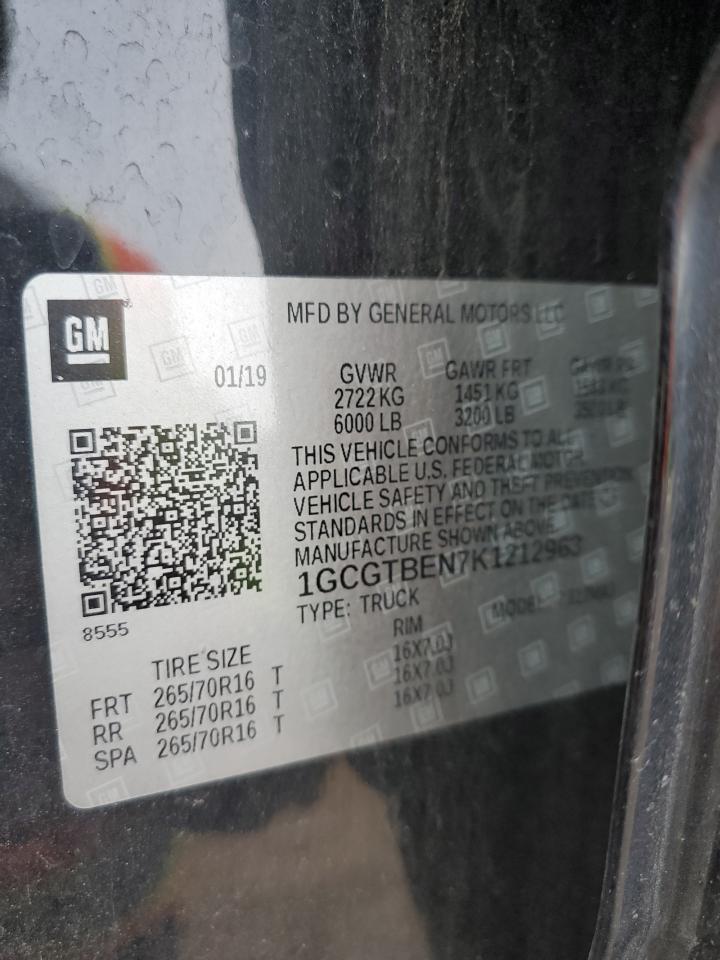 GM
MFD BY GENERAL MOTORS LLC
01/19
GVWR GAWR FRT
2722 KG 1451 KG
6000 LB 3200 LB
THIS VEHICLE CONFORMS TO ALL
APPLICABLE U.S. FEDERAL MOTOR
VEHICLE SAFETY AND THEFT PREVENTION
STANDARDS IN EFFECT ON THE DATE OF
MANUFACTURE SHOWN ABOVE
1GCGTBEN7K1212963
TYPE: TRUCK MODEL:
8555
TIRE SIZE RIM
FRT 265/70R16 T 16X7.0J
RR 265/70R16 T 16X7.0J
SPA 265/70R16 T 16X7.0J